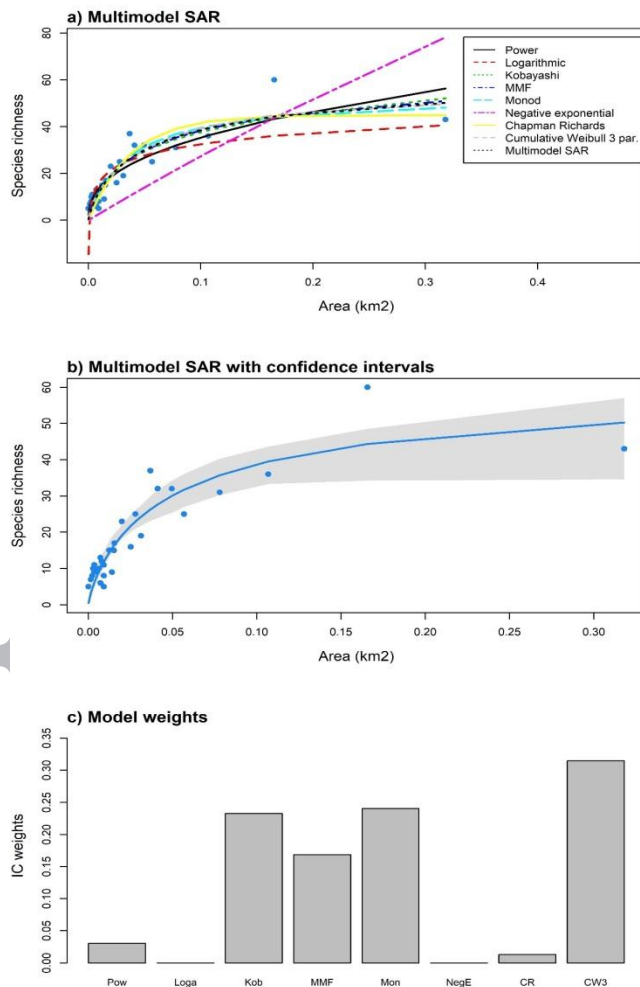 a) Multimodel SAR
Species richness
80
60
40
20
0
Power
Logarithmic
Kobayashi
MMF
Monod
Negative exponential
Chapman Richards
Cumulative Weibull 3 par.
Multimodel SAR
0.0 0.1 0.2 0.3 0.4
Area (km2)
b) Multimodel SAR with confidence intervals
Species richness
60
50
40
30
20
10
0
0.00 0.05 0.10 0.15 0.20 0.25 0.30
Area (km2)
c) Model weights
IC weights
0.35
0.30
0.25
0.20
0.15
0.10
0.05
0.00
Pow Loga Kob MMF Mon NegE CR CW3